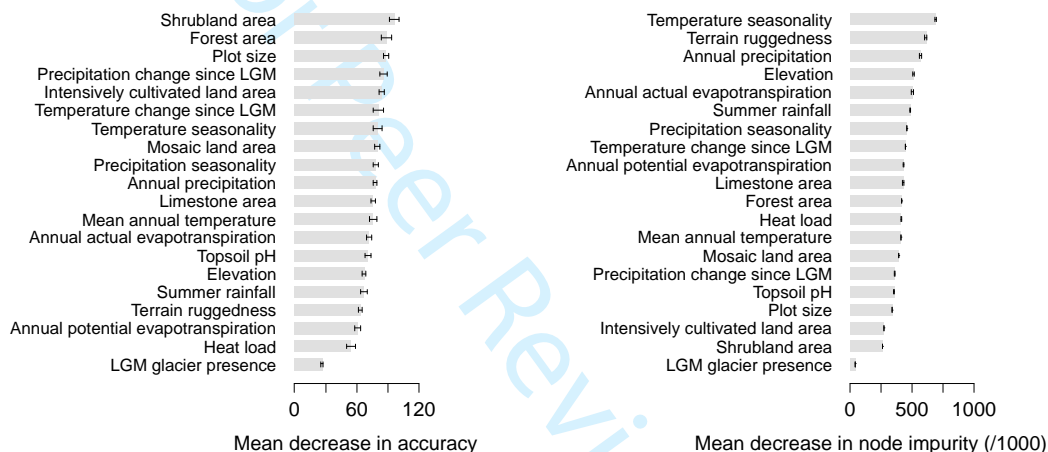 Shrubland area
Forest area
Plot size
Precipitation change since LGM
Intensively cultivated land area
Temperature change since LGM
Temperature seasonality
Mosaic land area
Precipitation seasonality
Annual precipitation
Limestone area
Mean annual temperature
Annual actual evapotranspiration
Topsoil pH
Elevation
Summer rainfall
Terrain ruggedness
Annual potential evapotranspiration
Heat load
LGM glacier presence
0 60 120
Mean decrease in accuracy
Temperature seasonality
Terrain ruggedness
Annual precipitation
Elevation
Annual actual evapotranspiration
Summer rainfall
Precipitation seasonality
Temperature change since LGM
Annual potential evapotranspiration
Limestone area
Forest area
Heat load
Mean annual temperature
Mosaic land area
Precipitation change since LGM
Topsoil pH
Plot size
Intensively cultivated land area
Shrubland area
LGM glacier presence
0 500 1000
Mean decrease in node impurity (/1000)
or Peer Revi